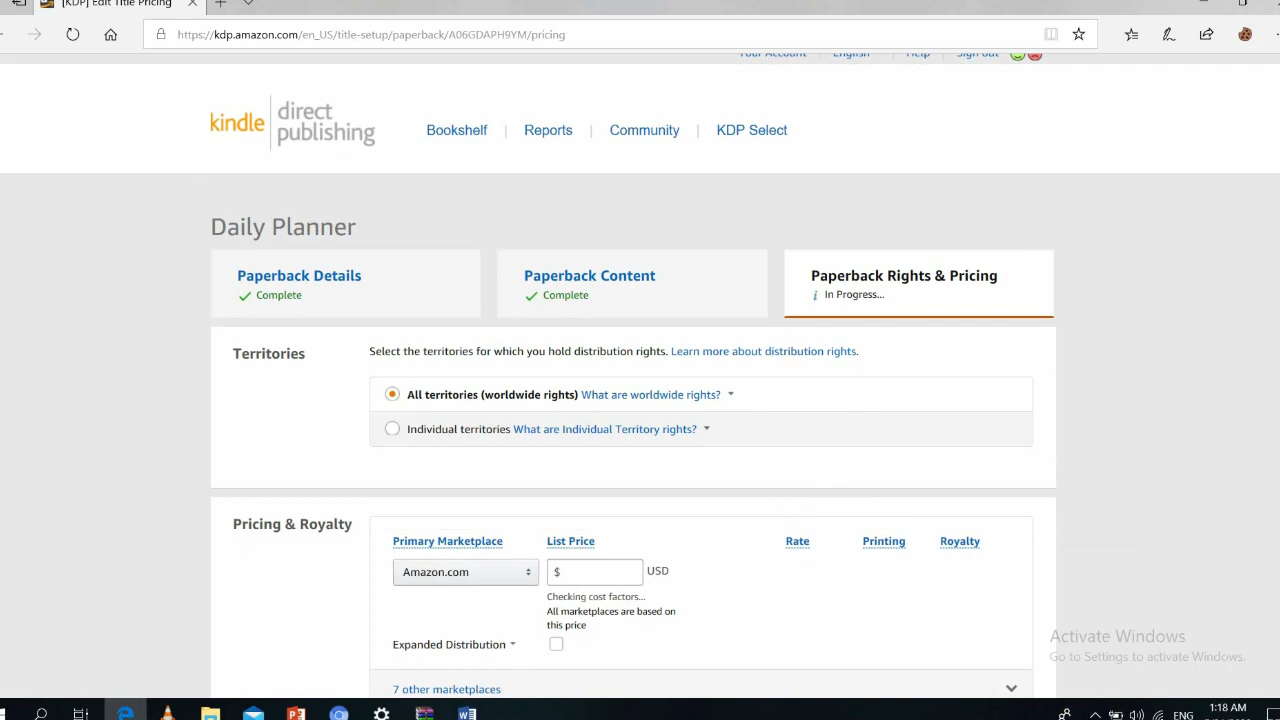 [KDP] Edit Title Pricing
https://kdp.amazon.com/en_US/title-setup/paperback/A06GDAPH9YM/pricing
Your Account English Help Sign out
kindle direct publishing
Bookshelf | Reports | Community | KDP Select
Daily Planner
Paperback Details
Complete
Paperback Content
Complete
Paperback Rights & Pricing
In Progress...
Territories
Select the territories for which you hold distribution rights. Learn more about distribution rights.
All territories (worldwide rights) What are worldwide rights?
Individual territories What are Individual Territory rights?
Pricing & Royalty
Primary Marketplace List Price Rate Printing Royalty
Amazon.com $ USD
Checking cost factors...
All marketplaces are based on
this price
Expanded Distribution
7 other marketplaces
Activate Windows
Go to Settings to activate Windows.
ENG
1:18 AM